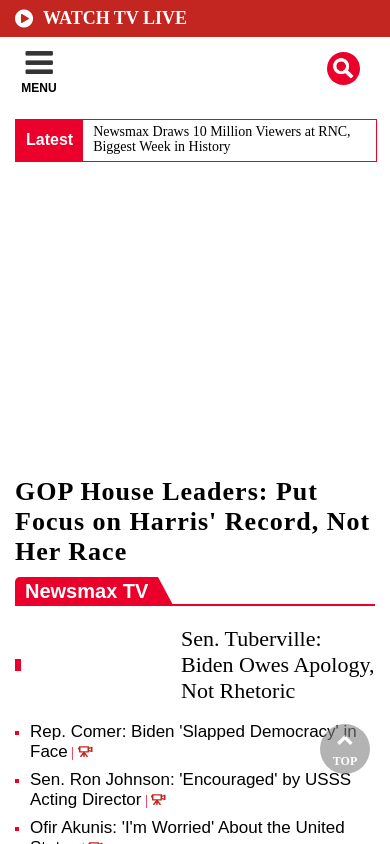 WATCH TV LIVE
MENU
Latest
Newsmax Draws 10 Million Viewers at RNC,
Biggest Week in History
GOP House Leaders: Put
Focus on Harris' Record, Not
Her Race
Newsmax TV
Sen. Tuberville:
Biden Owes Apology,
Not Rhetoric
Rep. Comer: Biden 'Slapped Democracy' in
Face |
Sen. Ron Johnson: 'Encouraged' by USSS
Acting Director |
TOP
Ofir Akunis: 'I'm Worried' About the United